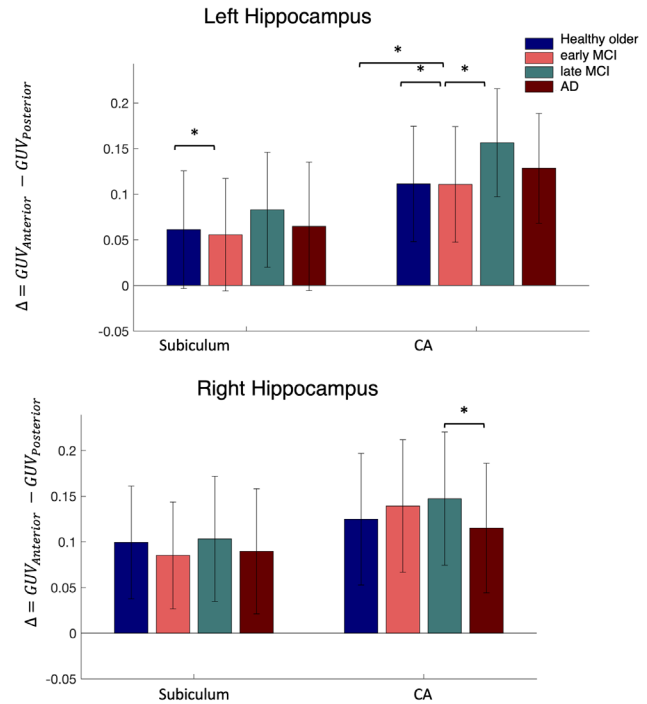 Left Hippocampus
Healthy older
early MCI
late MCI
AD
*
* *
*
Δ = GUV_Anterior − GUV_Posterior
0.2
0.15
0.1
0.05
0
-0.05
Subiculum CA
Right Hippocampus
*
Δ = GUV_Anterior − GUV_Posterior
0.2
0.15
0.1
0.05
0
-0.05
Subiculum CA